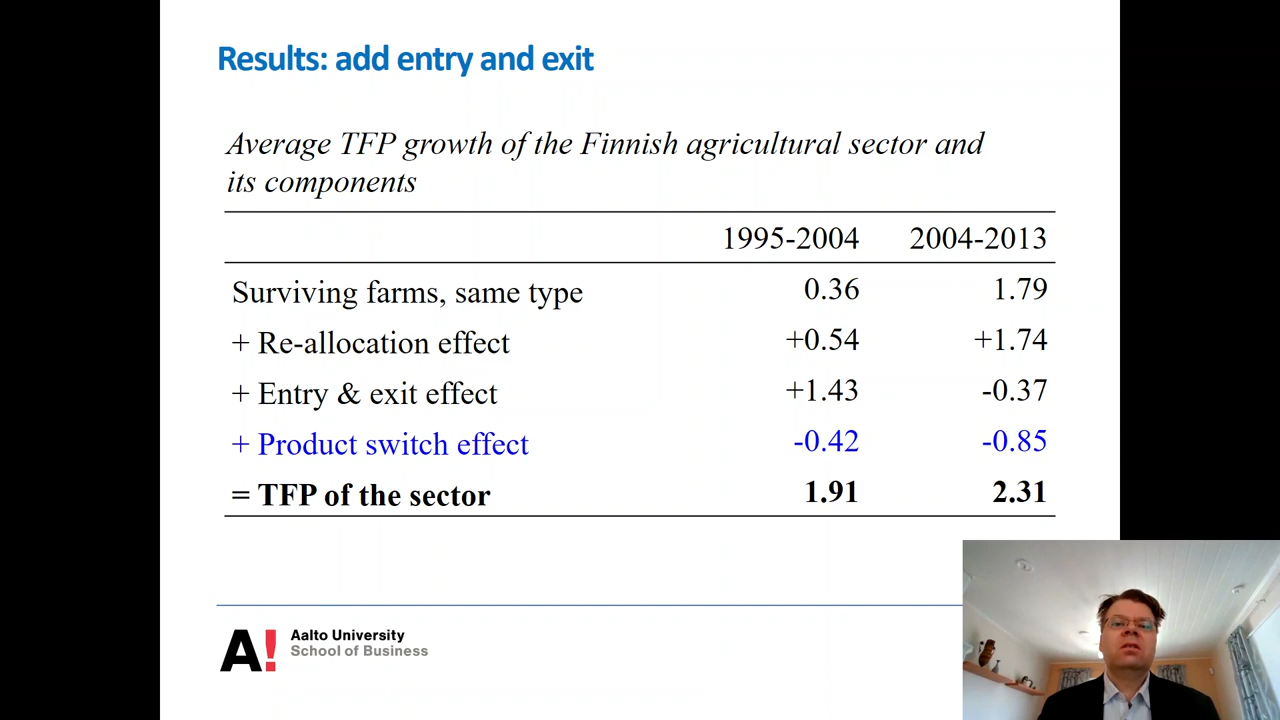 Results: add entry and exit
Average TFP growth of the Finnish agricultural sector and
its components
1995-2004 2004-2013
Surviving farms, same type 0.36 1.79
+ Re-allocation effect +0.54 +1.74
+ Entry & exit effect +1.43 -0.37
+ Product switch effect -0.42 -0.85
= TFP of the sector 1.91 2.31
A! Aalto University
School of Business